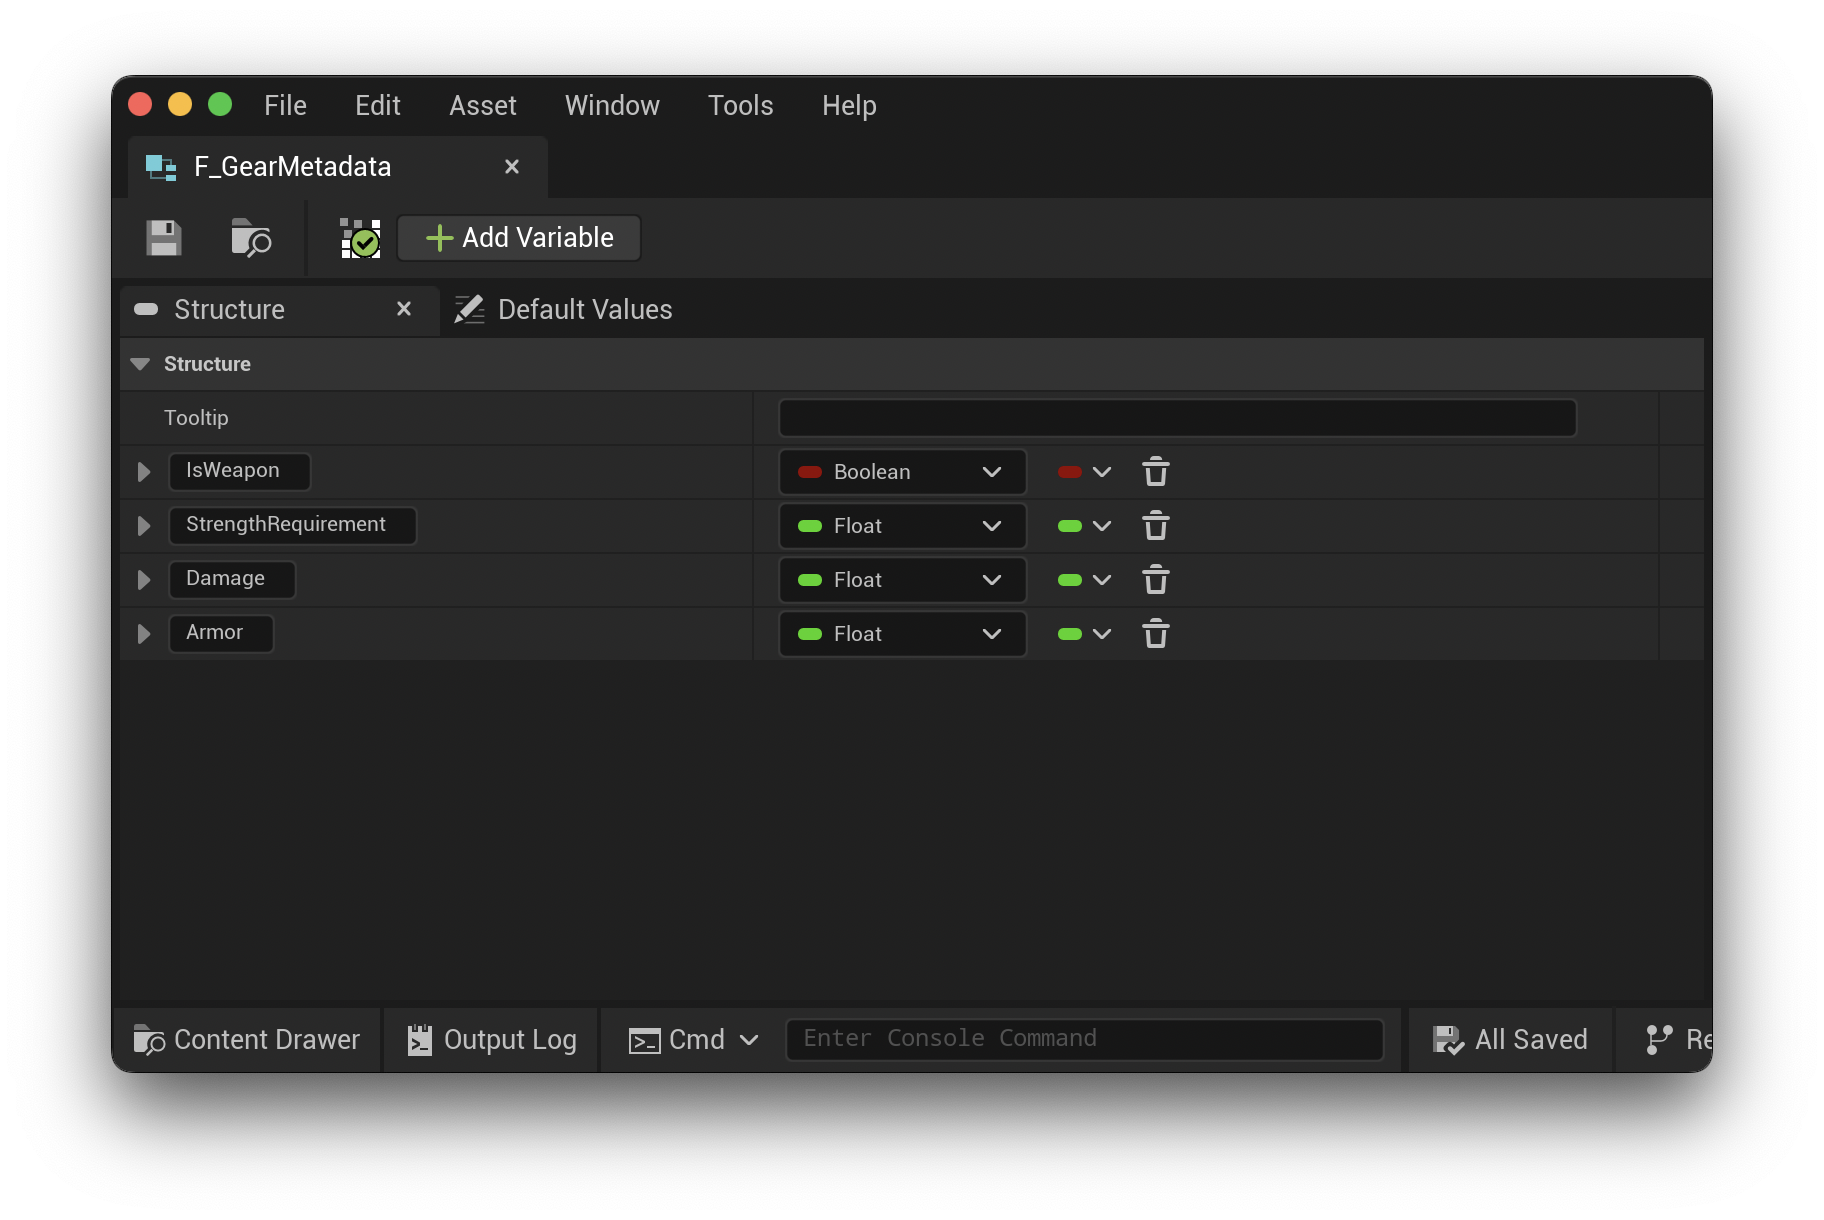 File Edit Asset Window Tools Help
F_GearMetadata
Add Variable
Structure Default Values
Structure
Tooltip
IsWeapon Boolean
StrengthRequirement Float
Damage Float
Armor Float
Content Drawer Output Log Cmd Enter Console Command All Saved